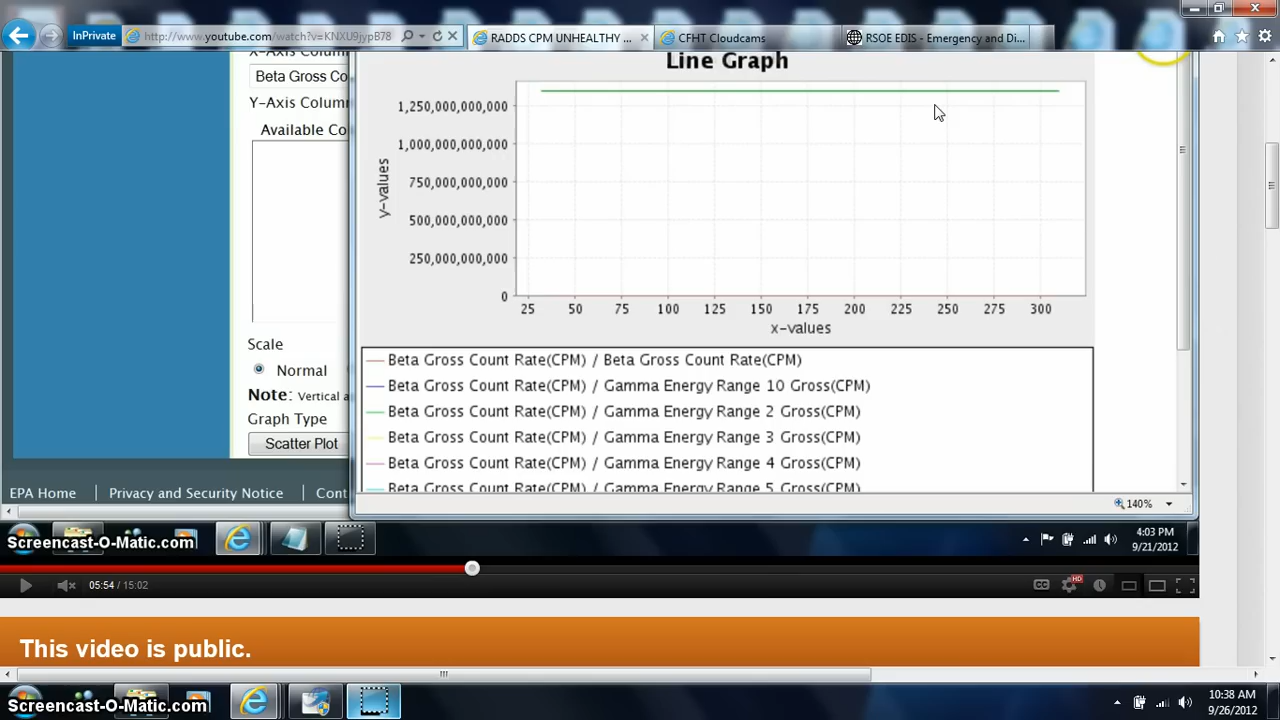 InPrivate
http://www.youtube.com/watch?v=KNXU9jypB78
RADDS CPM UNHEALTHY ...
CFHT Cloudcams
RSOE EDIS - Emergency and Di...
X-Axis Column
Beta Gross Co
Y-Axis Column
Available Co
Scale
Normal
Note: Vertical a
Graph Type
Scatter Plot
Line Graph
y-values
1,250,000,000,000
1,000,000,000,000
750,000,000,000
500,000,000,000
250,000,000,000
0
25 50 75 100 125 150 175 200 225 250 275 300
x-values
Beta Gross Count Rate(CPM) / Beta Gross Count Rate(CPM)
Beta Gross Count Rate(CPM) / Gamma Energy Range 10 Gross(CPM)
Beta Gross Count Rate(CPM) / Gamma Energy Range 2 Gross(CPM)
Beta Gross Count Rate(CPM) / Gamma Energy Range 3 Gross(CPM)
Beta Gross Count Rate(CPM) / Gamma Energy Range 4 Gross(CPM)
Beta Gross Count Rate(CPM) / Gamma Energy Range 5 Gross(CPM)
140%
EPA Home | Privacy and Security Notice | Cont
Screencast-O-Matic.com
4:03 PM
9/21/2012
05:54 / 15:02
CC
HD
This video is public.
Screencast-O-Matic.com
10:38 AM
9/26/2012